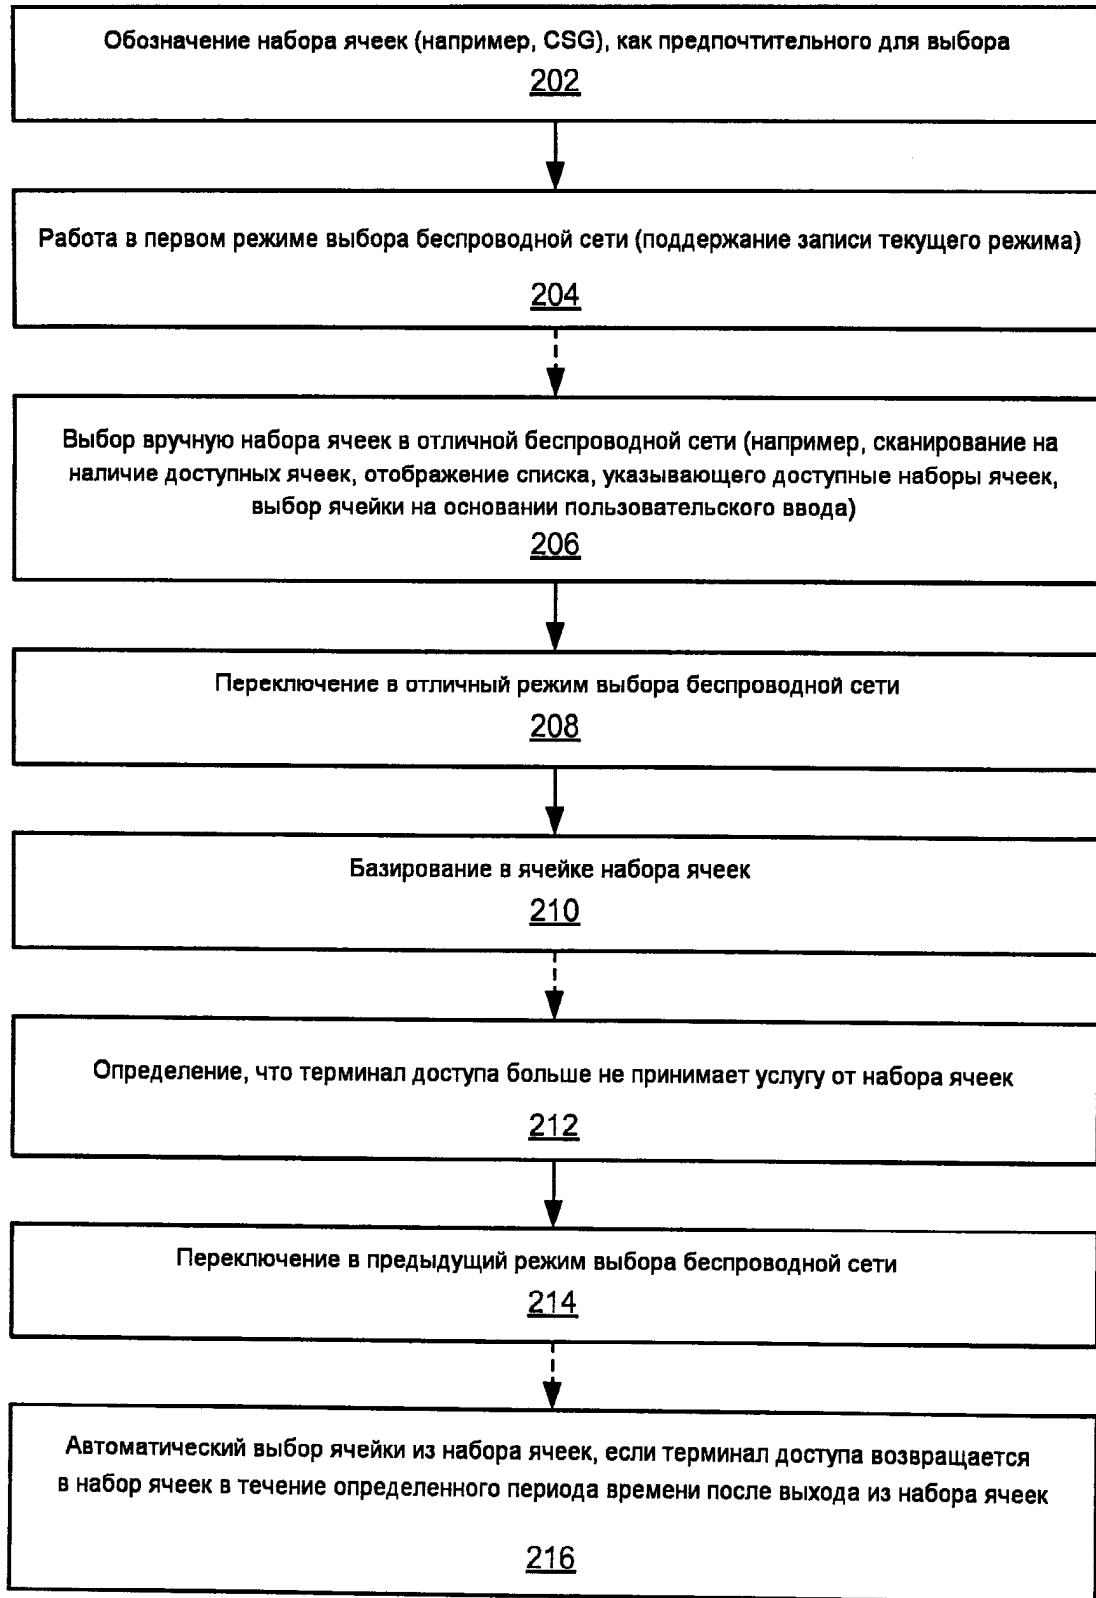 Обозначение набора ячеек (например, CSG), как предпочтительного для выбора
202
Работа в первом режиме выбора беспроводной сети (поддержание записи текущего режима)
204
Выбор вручную набора ячеек в отличной беспроводной сети (например, сканирование на
наличие доступных ячеек, отображение списка, указывающего доступные наборы ячеек,
выбор ячейки на основании пользовательского ввода)
206
Переключение в отличный режим выбора беспроводной сети
208
Базирование в ячейке набора ячеек
210
Определение, что терминал доступа больше не принимает услугу от набора ячеек
212
Переключение в предыдущий режим выбора беспроводной сети
214
Автоматический выбор ячейки из набора ячеек, если терминал доступа возвращается
в набор ячеек в течение определенного периода времени после выхода из набора ячеек
216